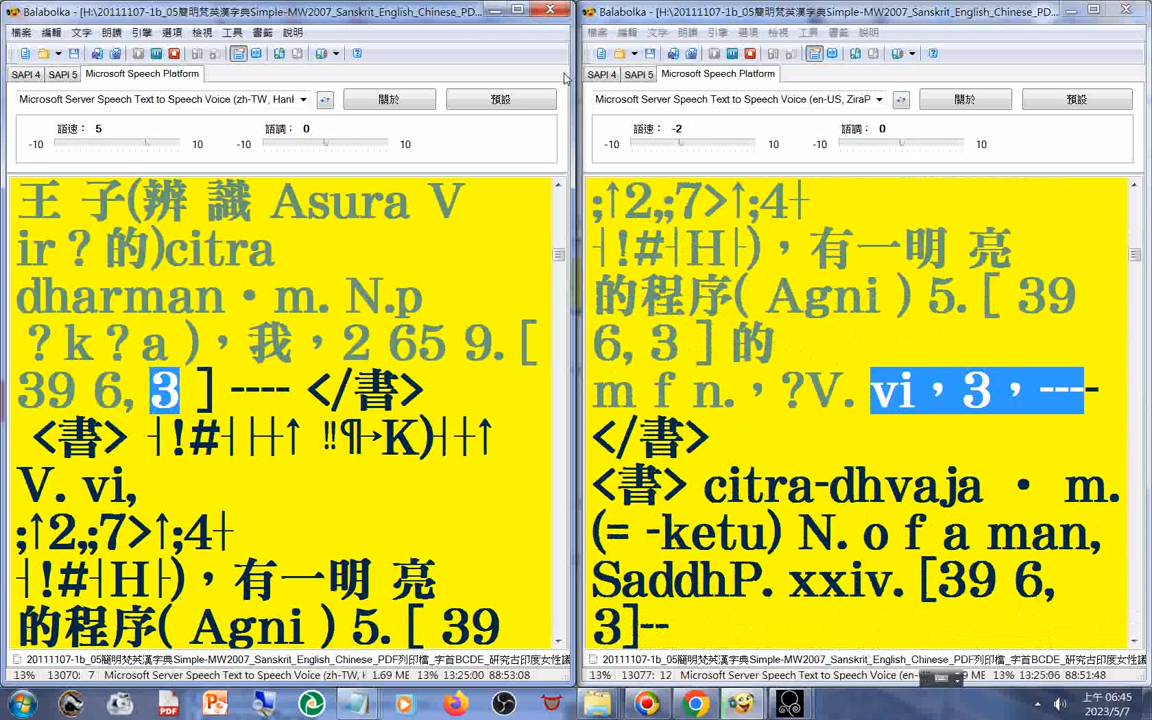 Balabolka - [H:\20111107-1b_05簡明梵英漢字典Simple-MW2007_Sanskrit_English_Chinese_PD...
檔案 編輯 文字 朗讀 引擎 選項 檢視 工具 書籤 說明
SAPI 4 SAPI 5 Microsoft Speech Platform
Microsoft Server Speech Text to Speech Voice (zh-TW, HanH
關於
預設
語速: 5
語調: 0
-10 10 -10 10
王 子(辨 識 Asura V
ir ? 的)citra
dharman • m. N.p
?k?a )，我，2 65 9. [
39 6, 3 ] ---- </書>
<書> ┤!#┤├┼↑ ‼¶→K)┤┼↑
V. vi,
;↑2,;7>↑;4┼
┤!#┤H├)，有一明 亮
的程序( Agni ) 5. [ 39
20111107-1b_05簡明梵英漢字典Simple-MW2007_Sanskrit_English_Chinese_PDF列印檔_字首BCDE_研究古印度女性議
13% 13070: 7 Microsoft Server Speech Text to Speech Voice (zh-TW, H 1.69 MB 13% 13:25:00 88:53:08
Balabolka - [H:\20111107-1b_05簡明梵英漢字典Simple-MW2007_Sanskrit_English_Chinese_PD...
檔案 編輯 文字 朗讀 引擎 選項 檢視 工具 書籤 說明
SAPI 4 SAPI 5 Microsoft Speech Platform
Microsoft Server Speech Text to Speech Voice (en-US, ZiraP
關於
預設
語速: -2
語調: 0
-10 10 -10 10
;↑2,;7>↑;4┼
┤!#┤H├)，有一明 亮
的程序( Agni ) 5. [ 39
6, 3 ] 的
m f n.，?V. vi，3，----
</書>
<書> citra-dhvaja • m.
(= -ketu) N. o f a man,
SaddhP. xxiv. [39 6,
3]--
20111107-1b_05簡明梵英漢字典Simple-MW2007_Sanskrit_English_Chinese_PDF列印檔_字首BCDE_研究古印度女性議
13% 13077: 12 Microsoft Server Speech Text to Speech Voice (en-U 1.69 MB 13% 13:25:06 88:51:48
上午 06:45
2023/5/7